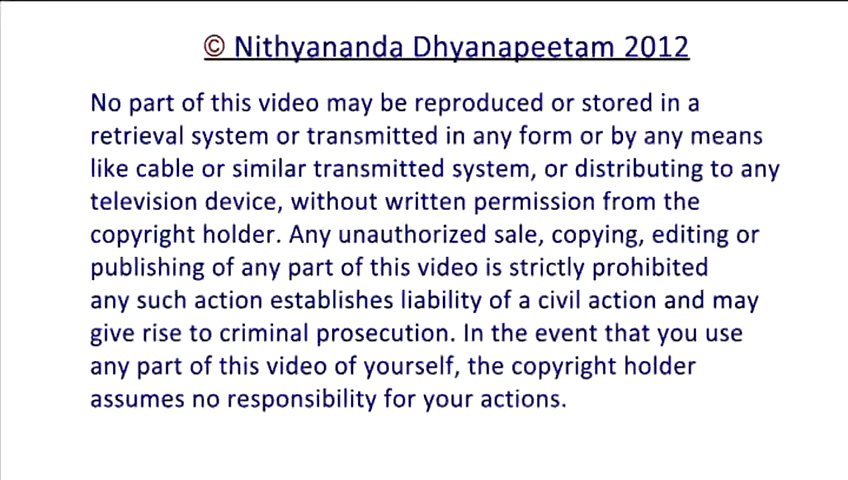 © Nithyananda Dhyanapeetam 2012
No part of this video may be reproduced or stored in a
retrieval system or transmitted in any form or by any means
like cable or similar transmitted system, or distributing to any
television device, without written permission from the
copyright holder. Any unauthorized sale, copying, editing or
publishing of any part of this video is strictly prohibited
any such action establishes liability of a civil action and may
give rise to criminal prosecution. In the event that you use
any part of this video of yourself, the copyright holder
assumes no responsibility for your actions.